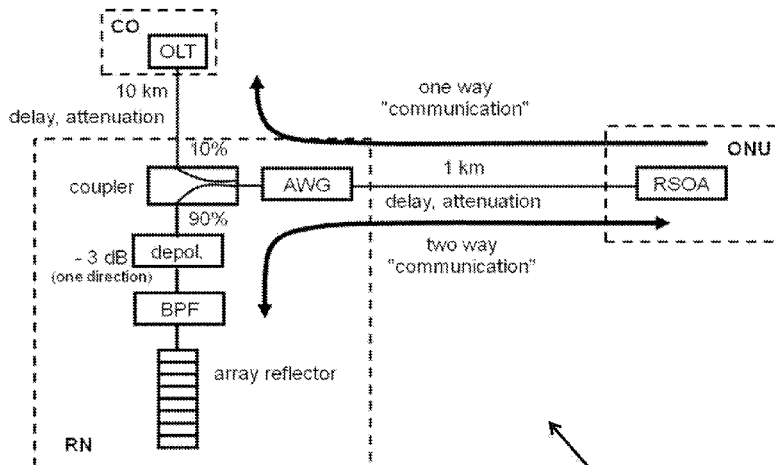 CO
OLT
10 km
delay, attenuation
one way
"communication"
10%
ONU
coupler
AWG
1 km
RSOA
delay, attenuation
90%
- 3 dB
(one direction)
depol.
two way
"communication"
BPF
array reflector
RN